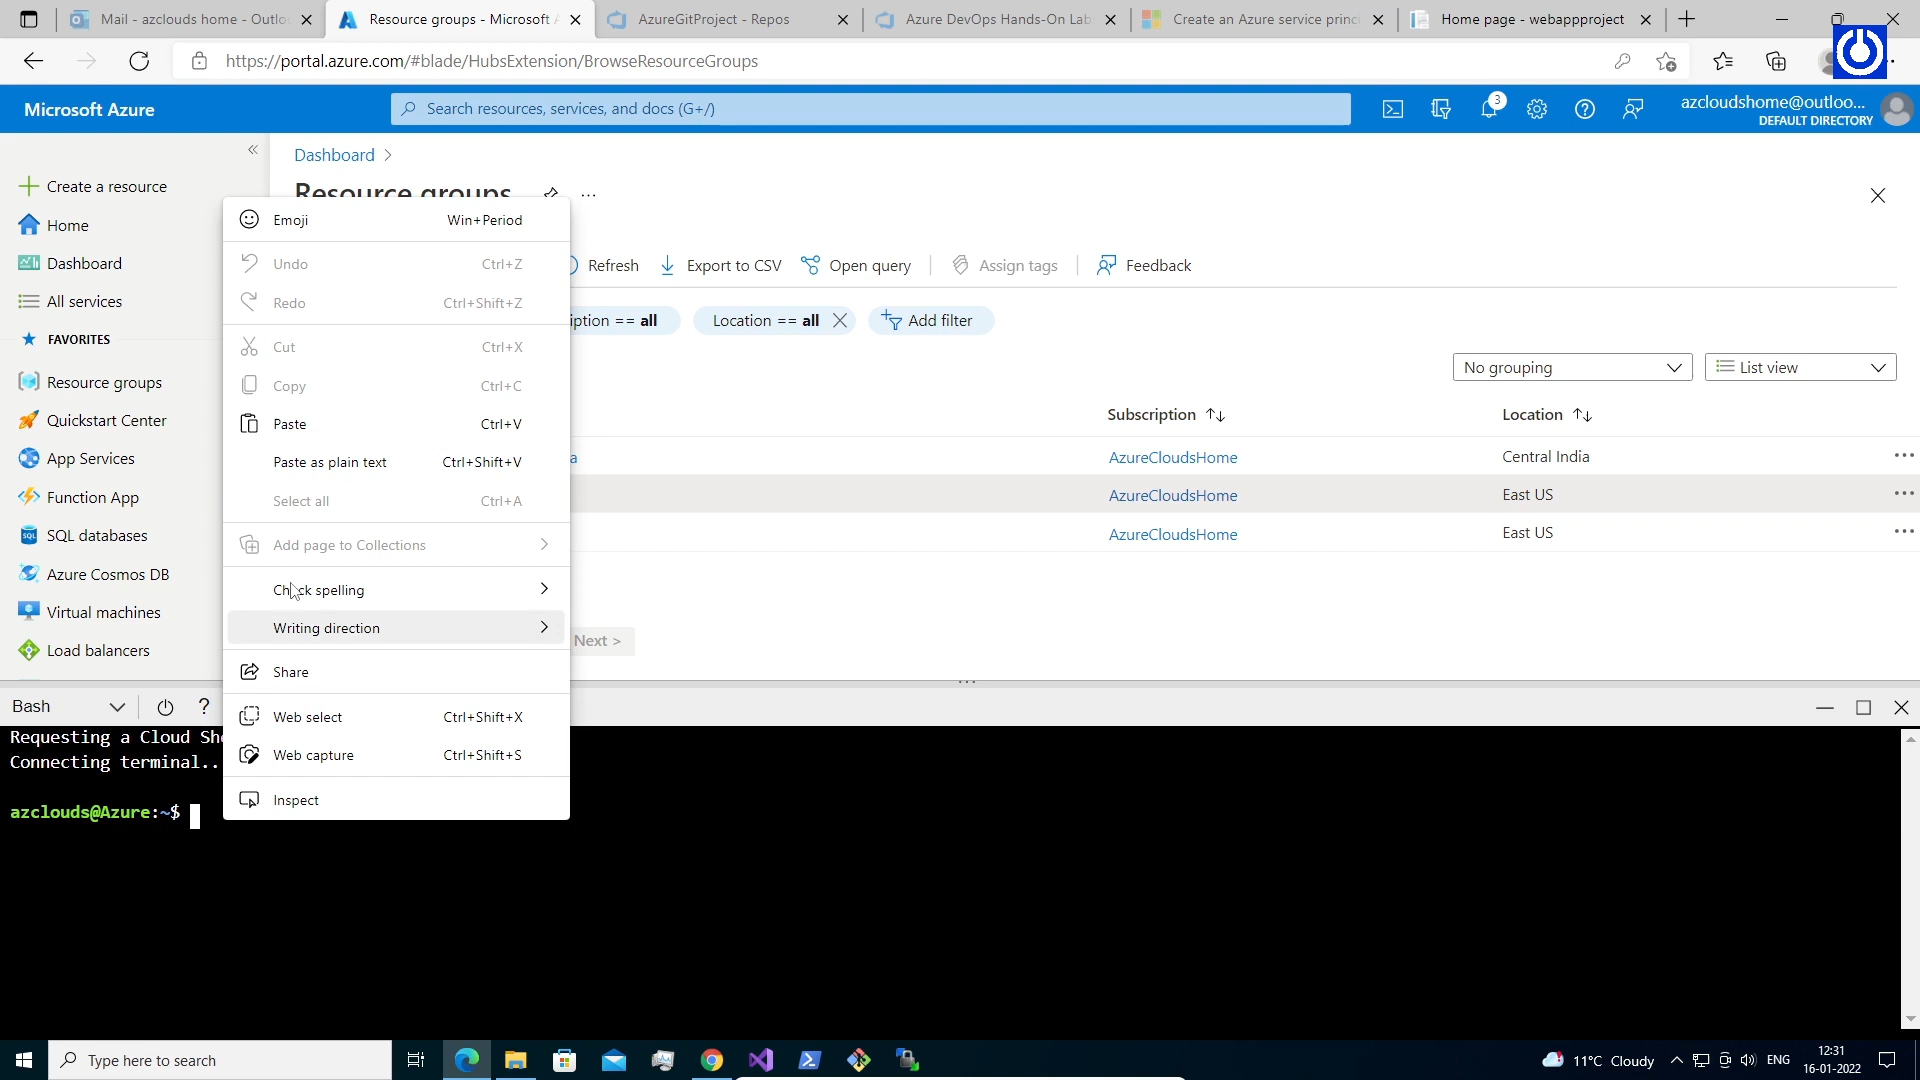 Mail - azclouds home - Outlo
Resource groups - Microsoft A
AzureGitProject - Repos
Azure DevOps Hands-On Lab
Create an Azure service princi
Home page - webappproject
https://portal.azure.com/#blade/HubsExtension/BrowseResourceGroups
Microsoft Azure
Search resources, services, and docs (G+/)
3
azcloudshome@outloo...
DEFAULT DIRECTORY
Dashboard >
Resource groups
Create a resource
Home
Dashboard
All services
FAVORITES
Resource groups
Quickstart Center
App Services
Function App
SQL databases
Azure Cosmos DB
Virtual machines
Load balancers
Emoji Win+Period
Undo Ctrl+Z
Redo Ctrl+Shift+Z
Cut Ctrl+X
Copy Ctrl+C
Paste Ctrl+V
Paste as plain text Ctrl+Shift+V
Select all Ctrl+A
Add page to Collections
Check spelling
Writing direction
Share
Web select Ctrl+Shift+X
Web capture Ctrl+Shift+S
Inspect
Refresh Export to CSV Open query Assign tags Feedback
iption == all Location == all Add filter
No grouping List view
Subscription Location
a AzureCloudsHome Central India
AzureCloudsHome East US
AzureCloudsHome East US
Next >
Bash ?
Requesting a Cloud She
Connecting terminal..
azclouds@Azure:~$
Type here to search
11°C Cloudy ENG 12:31
16-01-2022